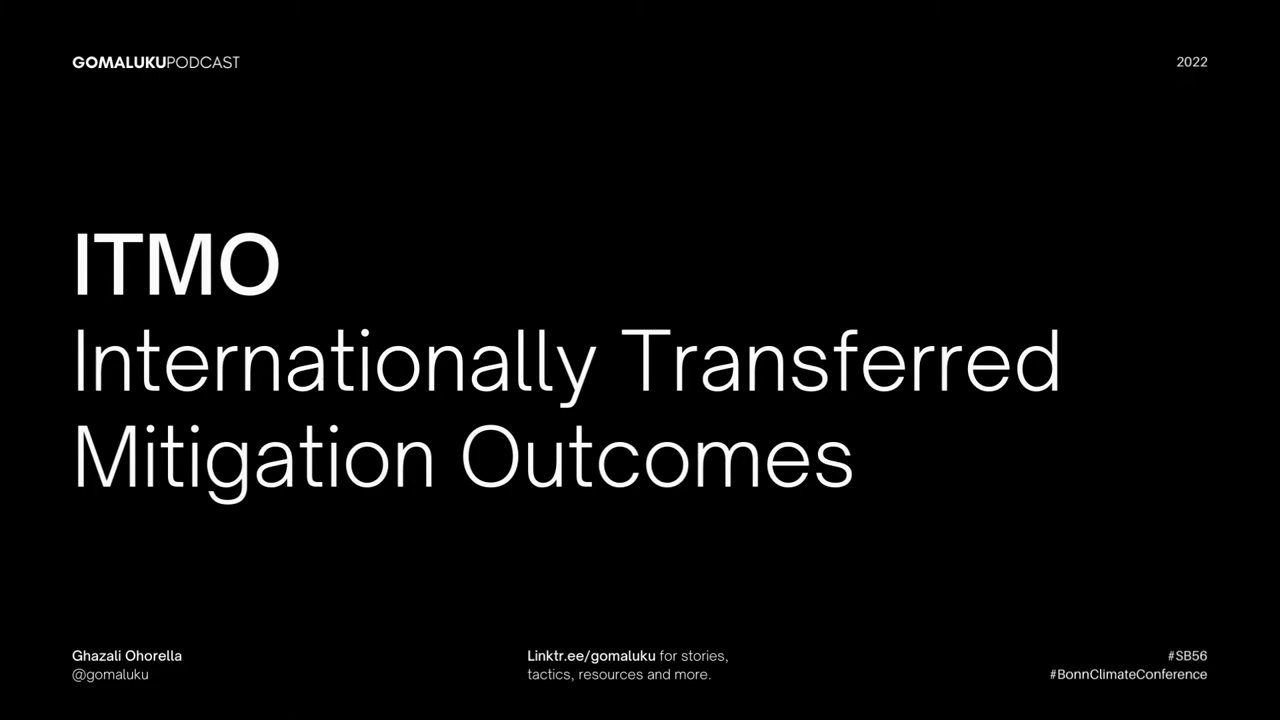 GOMALUKUPODCAST
2022
ITMO
Internationally Transferred
Mitigation Outcomes
Ghazali Ohorella
@gomaluku
Linktr.ee/gomaluku for stories,
tactics, resources and more.
#SB56
#BonnClimateConference